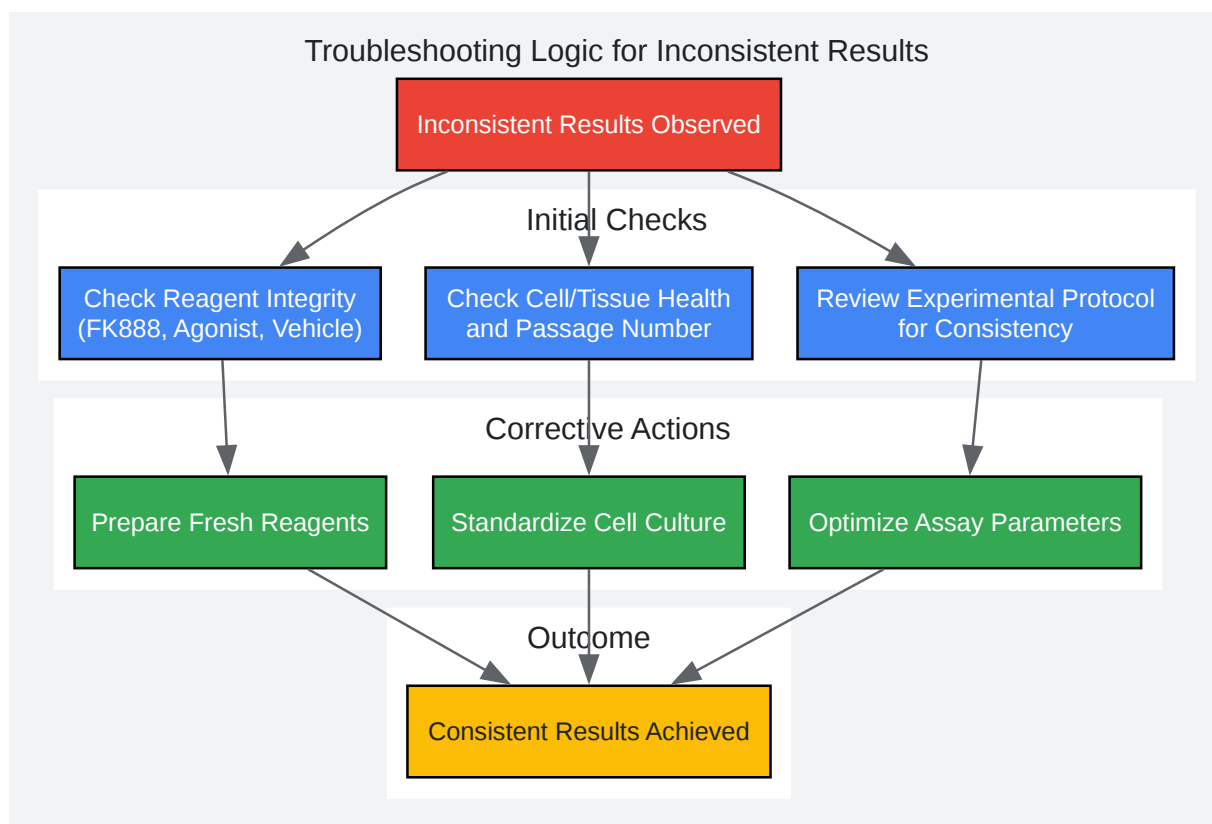 Troubleshooting Logic for Inconsistent Results
Inconsistent Results Observed
Initial Checks
Check Reagent Integrity
(FK888, Agonist, Vehicle)
Check Cell/Tissue Health
and Passage Number
Review Experimental Protocol
for Consistency
Corrective Actions
Prepare Fresh Reagents
Standardize Cell Culture
Optimize Assay Parameters
Outcome
Consistent Results Achieved